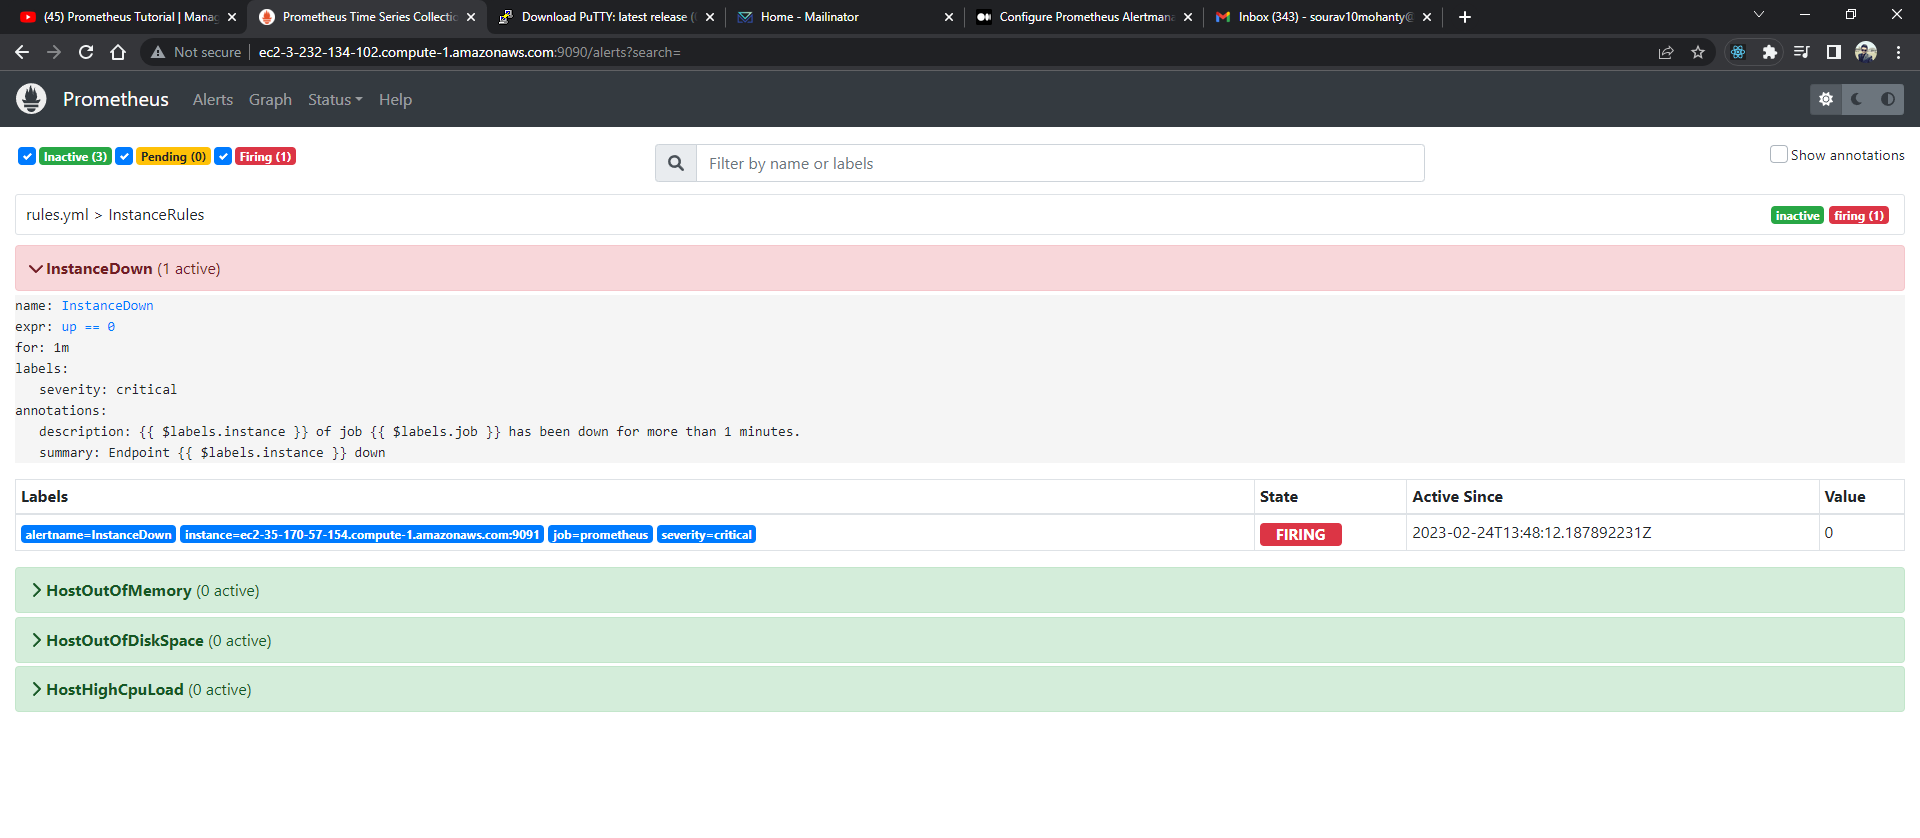 (45) Prometheus Tutorial | Manag
Prometheus Time Series Collectio
Download PuTTY: latest release (
Home - Mailinator
Configure Prometheus Alertmana
Inbox (343) - sourav10mohanty@
Not secure
ec2-3-232-134-102.compute-1.amazonaws.com:9090/alerts?search=
Prometheus
Alerts
Graph
Status
Help
Inactive (3)
Pending (0)
Firing (1)
Filter by name or labels
Show annotations
rules.yml > InstanceRules
inactive
firing (1)
InstanceDown (1 active)
name: InstanceDown
expr: up == 0
for: 1m
labels:
severity: critical
annotations:
description: {{ $labels.instance }} of job {{ $labels.job }} has been down for more than 1 minutes.
summary: Endpoint {{ $labels.instance }} down
Labels
State
Active Since
Value
alertname=InstanceDown
instance=ec2-35-170-57-154.compute-1.amazonaws.com:9091
job=prometheus
severity=critical
FIRING
2023-02-24T13:48:12.187892231Z
0
HostOutOfMemory (0 active)
HostOutOfDiskSpace (0 active)
HostHighCpuLoad (0 active)